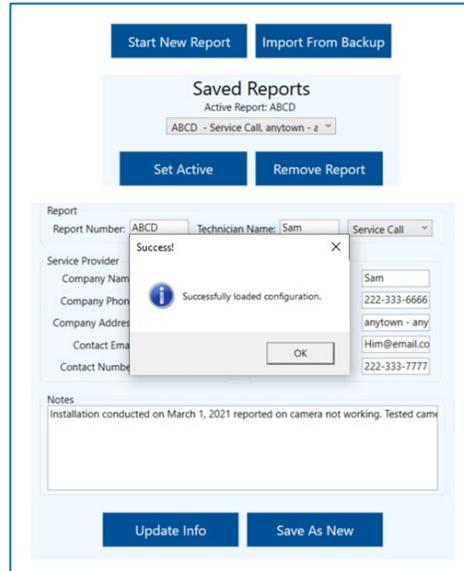 Start New Report Import From Backup
Saved Reports
Active Report: ABCD
ABCD - Service Call, anytown - a
Set Active Remove Report
Report
Report Number: ABCD Technician Name: Sam Service Call
Success!
Service Provider
Company Nam Sam
Successfully loaded configuration.
Company Phon 222-333-6666
Company Addres anytown - any
Contact Ema Him@email.co
OK
Contact Numbe 222-333-7777
Notes
Installation conducted on March 1, 2021 reported on camera not working. Tested came
Update Info Save As New